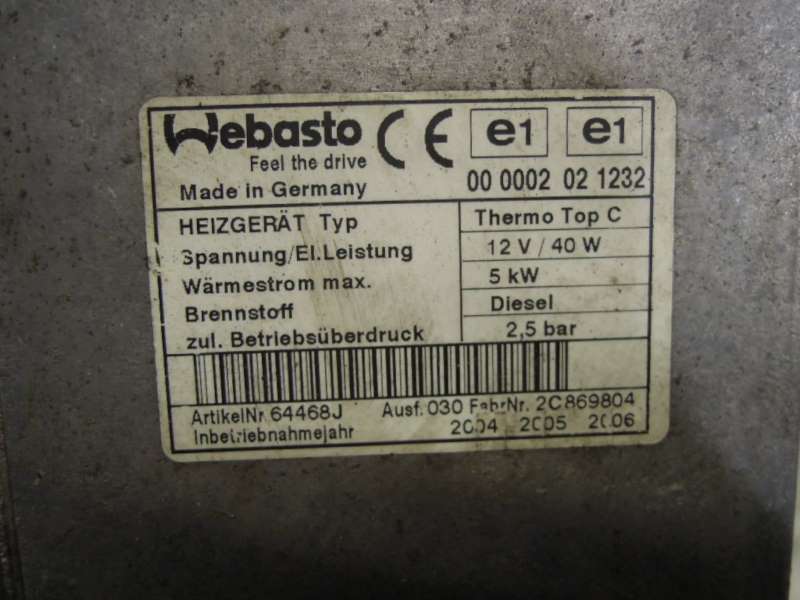 Webasto
Feel the drive
Made in Germany
CE e1 e1
00 0002 02 1232
HEIZGERÄT Typ Thermo Top C
Spannung/El.Leistung 12 V / 40 W
Wärmestrom max. 5 kW
Brennstoff Diesel
zul. Betriebsüberdruck 2,5 bar
ArtikelNr. 64468J Ausf. 030 FabrNr. 2C869804
Inbetriebnahmejahr 2004 2005 2006